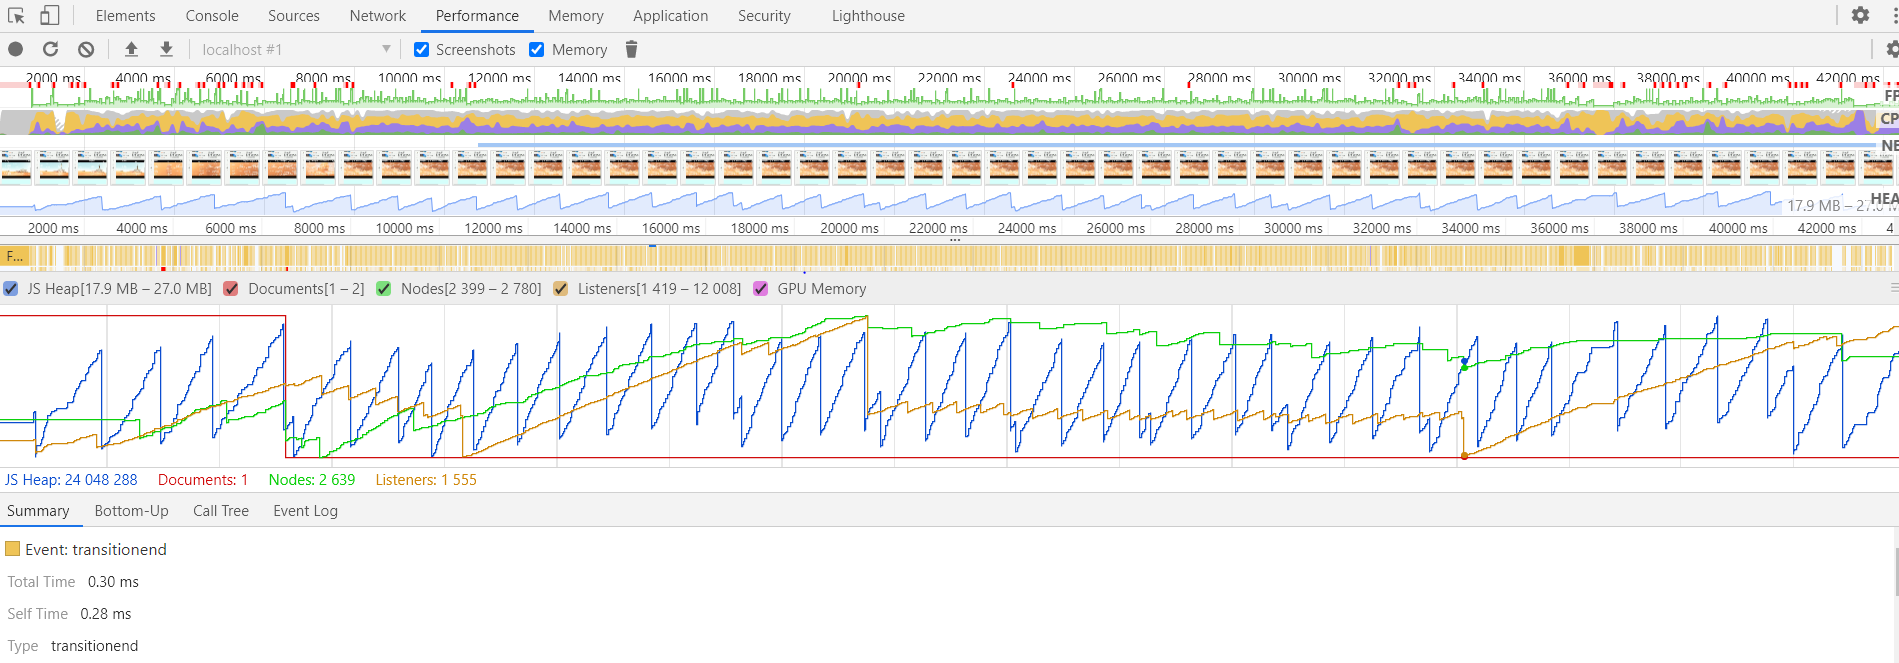 Elements Console Sources Network Performance Memory Application Security Lighthouse
localhost #1 Screenshots Memory
2000 ms 4000 ms 6000 ms 8000 ms 10000 ms 12000 ms 14000 ms 16000 ms 18000 ms 20000 ms 22000 ms 24000 ms 26000 ms 28000 ms 30000 ms 32000 ms 34000 ms 36000 ms 38000 ms 40000 ms 42000 ms
FP
CP
NE
HEA
17.9 MB – 27.0 M
2000 ms 4000 ms 6000 ms 8000 ms 10000 ms 12000 ms 14000 ms 16000 ms 18000 ms 20000 ms 22000 ms 24000 ms 26000 ms 28000 ms 30000 ms 32000 ms 34000 ms 36000 ms 38000 ms 40000 ms 42000 ms 4
F...
JS Heap[17.9 MB – 27.0 MB] Documents[1 – 2] Nodes[2 399 – 2 780] Listeners[1 419 – 12 008] GPU Memory
JS Heap: 24 048 288 Documents: 1 Nodes: 2 639 Listeners: 1 555
Summary Bottom-Up Call Tree Event Log
Event: transitionend
Total Time 0.30 ms
Self Time 0.28 ms
Type transitionend